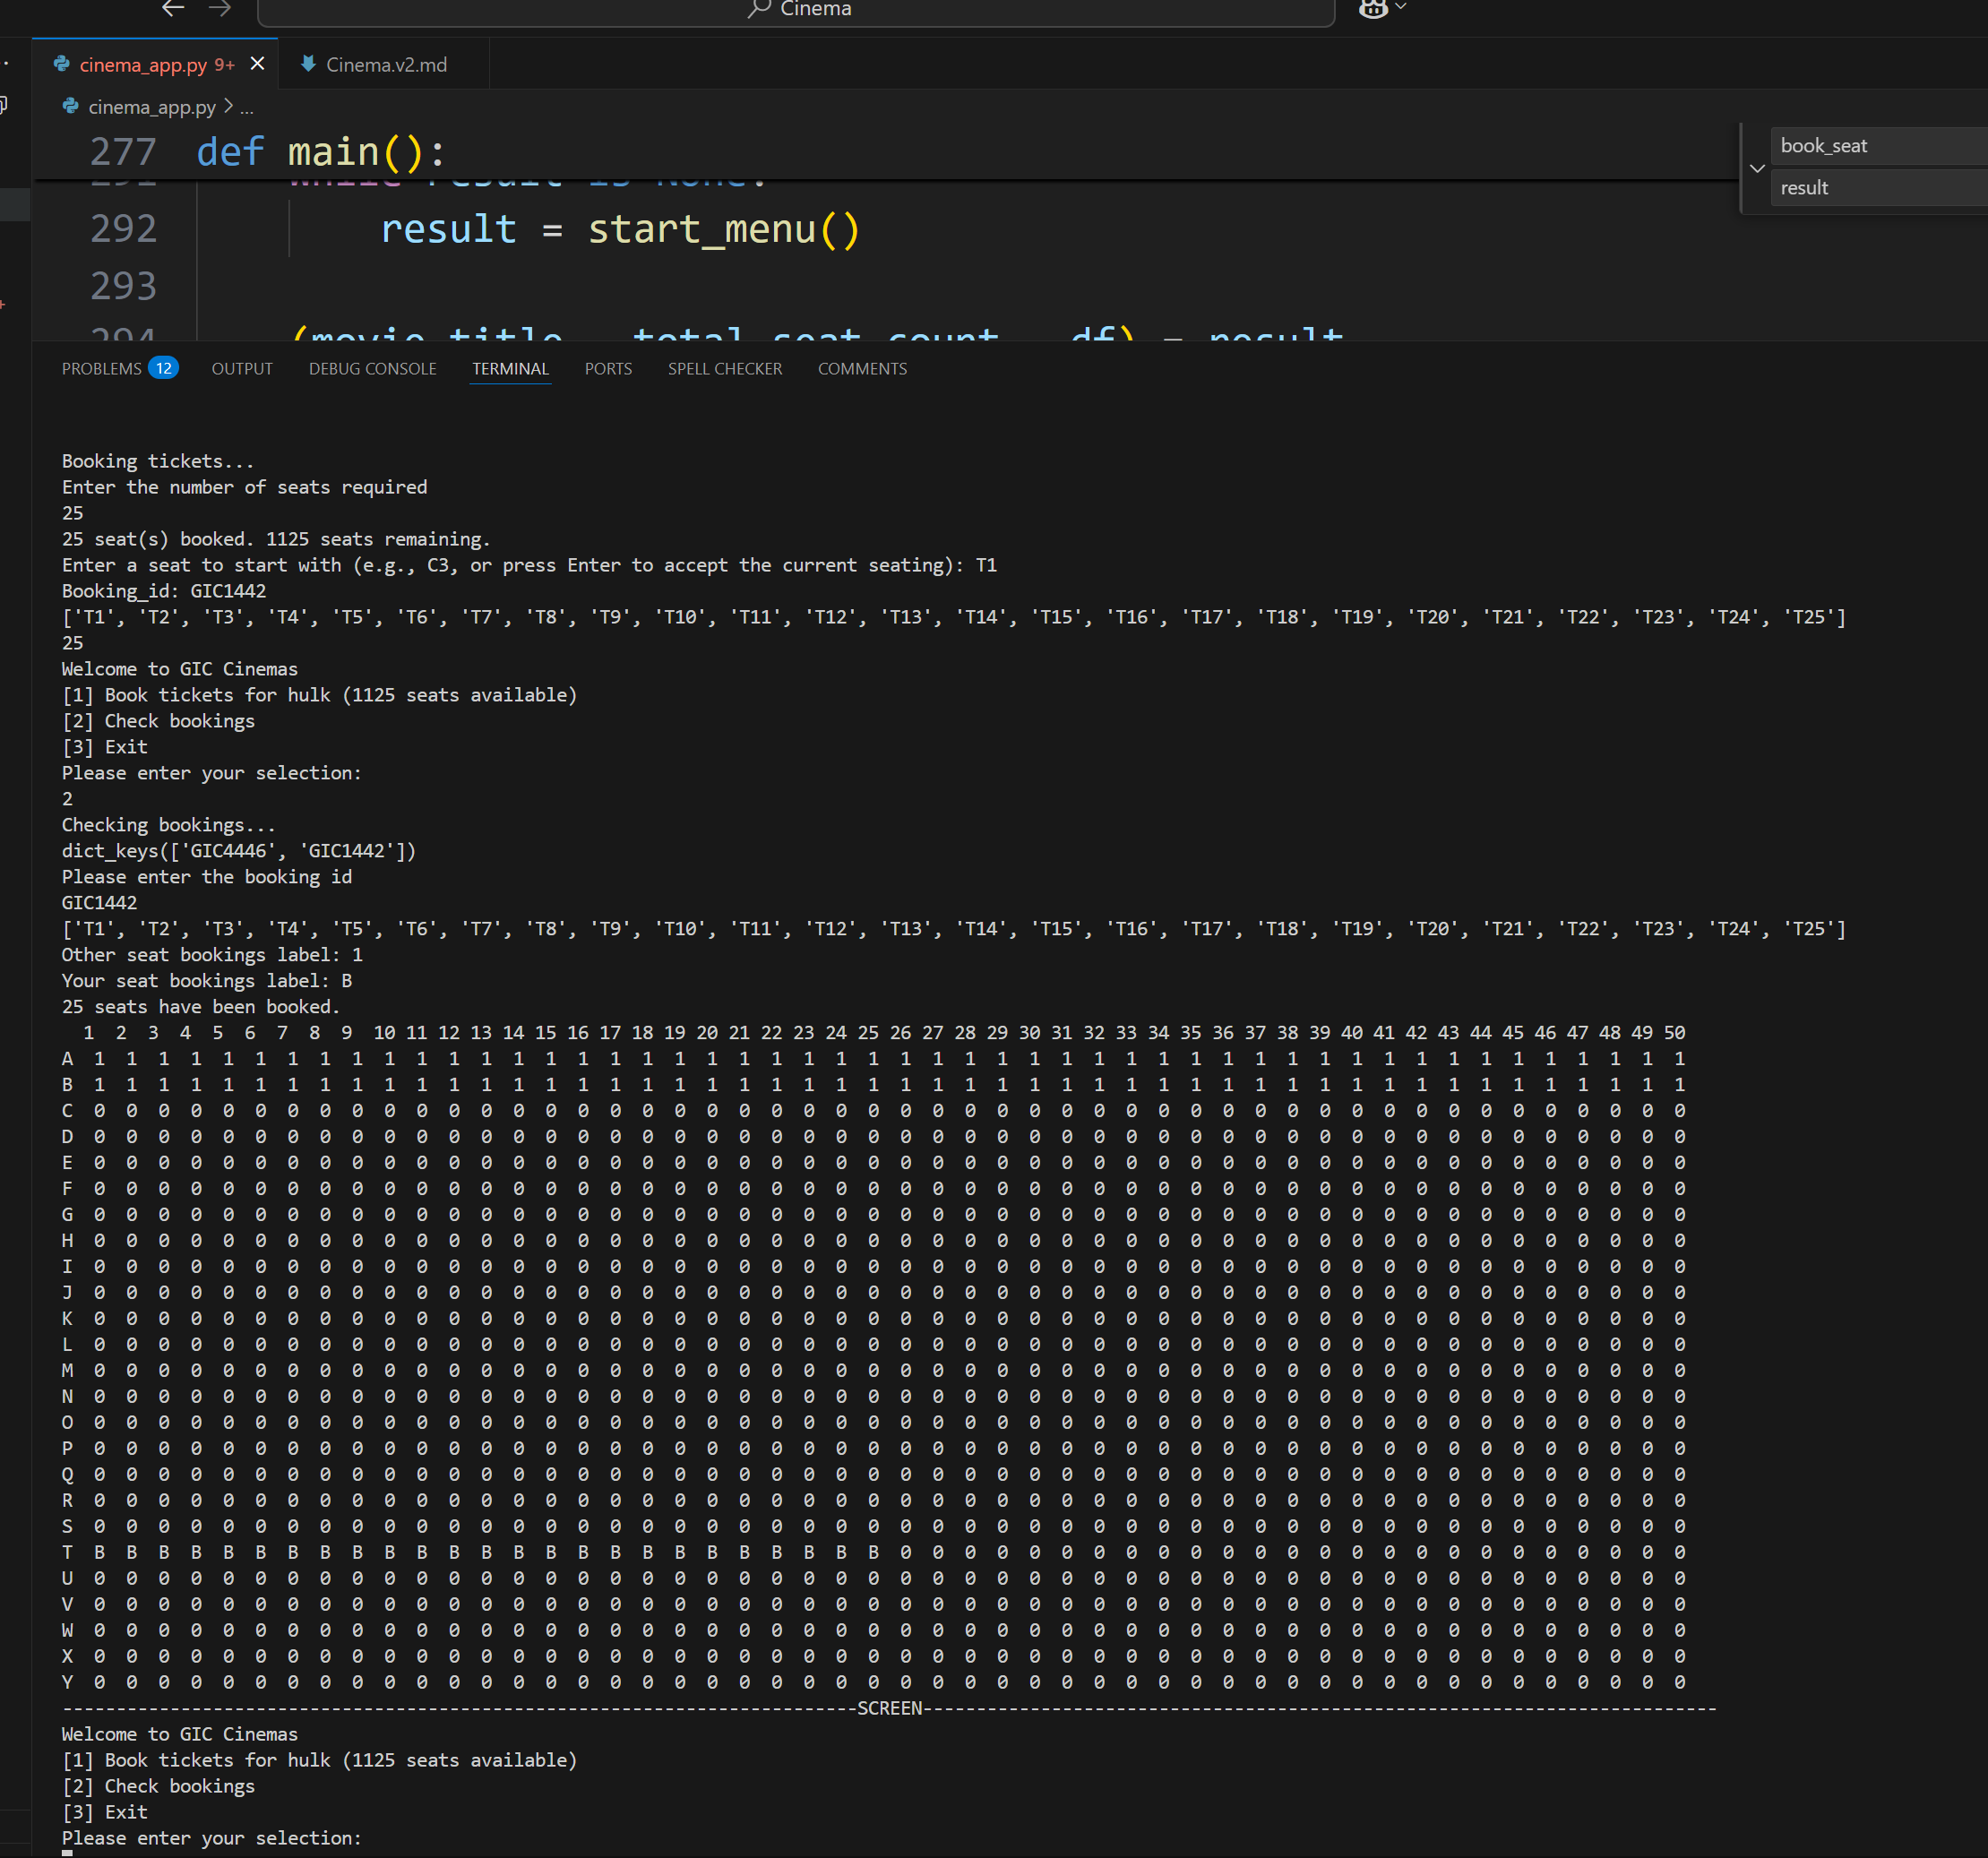 Cinema
cinema_app.py 9+
Cinema.v2.md
cinema_app.py > ...
277 def main():
book_seat
result
291 while result is None:
292 result = start_menu()
293
294 (movie_title , total_seat_count , df) = result
PROBLEMS 12 OUTPUT DEBUG CONSOLE TERMINAL PORTS SPELL CHECKER COMMENTS
Booking tickets...
Enter the number of seats required
25
25 seat(s) booked. 1125 seats remaining.
Enter a seat to start with (e.g., C3, or press Enter to accept the current seating): T1
Booking_id: GIC1442
['T1', 'T2', 'T3', 'T4', 'T5', 'T6', 'T7', 'T8', 'T9', 'T10', 'T11', 'T12', 'T13', 'T14', 'T15', 'T16', 'T17', 'T18', 'T19', 'T20', 'T21', 'T22', 'T23', 'T24', 'T25']
25
Welcome to GIC Cinemas
[1] Book tickets for hulk (1125 seats available)
[2] Check bookings
[3] Exit
Please enter your selection:
2
Checking bookings...
dict_keys(['GIC4446', 'GIC1442'])
Please enter the booking id
GIC1442
['T1', 'T2', 'T3', 'T4', 'T5', 'T6', 'T7', 'T8', 'T9', 'T10', 'T11', 'T12', 'T13', 'T14', 'T15', 'T16', 'T17', 'T18', 'T19', 'T20', 'T21', 'T22', 'T23', 'T24', 'T25']
Other seat bookings label: 1
Your seat bookings label: B
25 seats have been booked.
1 2 3 4 5 6 7 8 9 10 11 12 13 14 15 16 17 18 19 20 21 22 23 24 25 26 27 28 29 30 31 32 33 34 35 36 37 38 39 40 41 42 43 44 45 46 47 48 49 50
A 1 1 1 1 1 1 1 1 1 1 1 1 1 1 1 1 1 1 1 1 1 1 1 1 1 1 1 1 1 1 1 1 1 1 1 1 1 1 1 1 1 1 1 1 1 1 1 1 1 1
B 1 1 1 1 1 1 1 1 1 1 1 1 1 1 1 1 1 1 1 1 1 1 1 1 1 1 1 1 1 1 1 1 1 1 1 1 1 1 1 1 1 1 1 1 1 1 1 1 1 1
C 0 0 0 0 0 0 0 0 0 0 0 0 0 0 0 0 0 0 0 0 0 0 0 0 0 0 0 0 0 0 0 0 0 0 0 0 0 0 0 0 0 0 0 0 0 0 0 0 0 0
D 0 0 0 0 0 0 0 0 0 0 0 0 0 0 0 0 0 0 0 0 0 0 0 0 0 0 0 0 0 0 0 0 0 0 0 0 0 0 0 0 0 0 0 0 0 0 0 0 0 0
E 0 0 0 0 0 0 0 0 0 0 0 0 0 0 0 0 0 0 0 0 0 0 0 0 0 0 0 0 0 0 0 0 0 0 0 0 0 0 0 0 0 0 0 0 0 0 0 0 0 0
F 0 0 0 0 0 0 0 0 0 0 0 0 0 0 0 0 0 0 0 0 0 0 0 0 0 0 0 0 0 0 0 0 0 0 0 0 0 0 0 0 0 0 0 0 0 0 0 0 0 0
G 0 0 0 0 0 0 0 0 0 0 0 0 0 0 0 0 0 0 0 0 0 0 0 0 0 0 0 0 0 0 0 0 0 0 0 0 0 0 0 0 0 0 0 0 0 0 0 0 0 0
H 0 0 0 0 0 0 0 0 0 0 0 0 0 0 0 0 0 0 0 0 0 0 0 0 0 0 0 0 0 0 0 0 0 0 0 0 0 0 0 0 0 0 0 0 0 0 0 0 0 0
I 0 0 0 0 0 0 0 0 0 0 0 0 0 0 0 0 0 0 0 0 0 0 0 0 0 0 0 0 0 0 0 0 0 0 0 0 0 0 0 0 0 0 0 0 0 0 0 0 0 0
J 0 0 0 0 0 0 0 0 0 0 0 0 0 0 0 0 0 0 0 0 0 0 0 0 0 0 0 0 0 0 0 0 0 0 0 0 0 0 0 0 0 0 0 0 0 0 0 0 0 0
K 0 0 0 0 0 0 0 0 0 0 0 0 0 0 0 0 0 0 0 0 0 0 0 0 0 0 0 0 0 0 0 0 0 0 0 0 0 0 0 0 0 0 0 0 0 0 0 0 0 0
L 0 0 0 0 0 0 0 0 0 0 0 0 0 0 0 0 0 0 0 0 0 0 0 0 0 0 0 0 0 0 0 0 0 0 0 0 0 0 0 0 0 0 0 0 0 0 0 0 0 0
M 0 0 0 0 0 0 0 0 0 0 0 0 0 0 0 0 0 0 0 0 0 0 0 0 0 0 0 0 0 0 0 0 0 0 0 0 0 0 0 0 0 0 0 0 0 0 0 0 0 0
N 0 0 0 0 0 0 0 0 0 0 0 0 0 0 0 0 0 0 0 0 0 0 0 0 0 0 0 0 0 0 0 0 0 0 0 0 0 0 0 0 0 0 0 0 0 0 0 0 0 0
O 0 0 0 0 0 0 0 0 0 0 0 0 0 0 0 0 0 0 0 0 0 0 0 0 0 0 0 0 0 0 0 0 0 0 0 0 0 0 0 0 0 0 0 0 0 0 0 0 0 0
P 0 0 0 0 0 0 0 0 0 0 0 0 0 0 0 0 0 0 0 0 0 0 0 0 0 0 0 0 0 0 0 0 0 0 0 0 0 0 0 0 0 0 0 0 0 0 0 0 0 0
Q 0 0 0 0 0 0 0 0 0 0 0 0 0 0 0 0 0 0 0 0 0 0 0 0 0 0 0 0 0 0 0 0 0 0 0 0 0 0 0 0 0 0 0 0 0 0 0 0 0 0
R 0 0 0 0 0 0 0 0 0 0 0 0 0 0 0 0 0 0 0 0 0 0 0 0 0 0 0 0 0 0 0 0 0 0 0 0 0 0 0 0 0 0 0 0 0 0 0 0 0 0
S 0 0 0 0 0 0 0 0 0 0 0 0 0 0 0 0 0 0 0 0 0 0 0 0 0 0 0 0 0 0 0 0 0 0 0 0 0 0 0 0 0 0 0 0 0 0 0 0 0 0
T B B B B B B B B B B B B B B B B B B B B B B B B B 0 0 0 0 0 0 0 0 0 0 0 0 0 0 0 0 0 0 0 0 0 0 0 0 0
U 0 0 0 0 0 0 0 0 0 0 0 0 0 0 0 0 0 0 0 0 0 0 0 0 0 0 0 0 0 0 0 0 0 0 0 0 0 0 0 0 0 0 0 0 0 0 0 0 0 0
V 0 0 0 0 0 0 0 0 0 0 0 0 0 0 0 0 0 0 0 0 0 0 0 0 0 0 0 0 0 0 0 0 0 0 0 0 0 0 0 0 0 0 0 0 0 0 0 0 0 0
W 0 0 0 0 0 0 0 0 0 0 0 0 0 0 0 0 0 0 0 0 0 0 0 0 0 0 0 0 0 0 0 0 0 0 0 0 0 0 0 0 0 0 0 0 0 0 0 0 0 0
X 0 0 0 0 0 0 0 0 0 0 0 0 0 0 0 0 0 0 0 0 0 0 0 0 0 0 0 0 0 0 0 0 0 0 0 0 0 0 0 0 0 0 0 0 0 0 0 0 0 0
Y 0 0 0 0 0 0 0 0 0 0 0 0 0 0 0 0 0 0 0 0 0 0 0 0 0 0 0 0 0 0 0 0 0 0 0 0 0 0 0 0 0 0 0 0 0 0 0 0 0 0
--------------------------------------------------------------------------SCREEN--------------------------------------------------------------------------
Welcome to GIC Cinemas
[1] Book tickets for hulk (1125 seats available)
[2] Check bookings
[3] Exit
Please enter your selection: